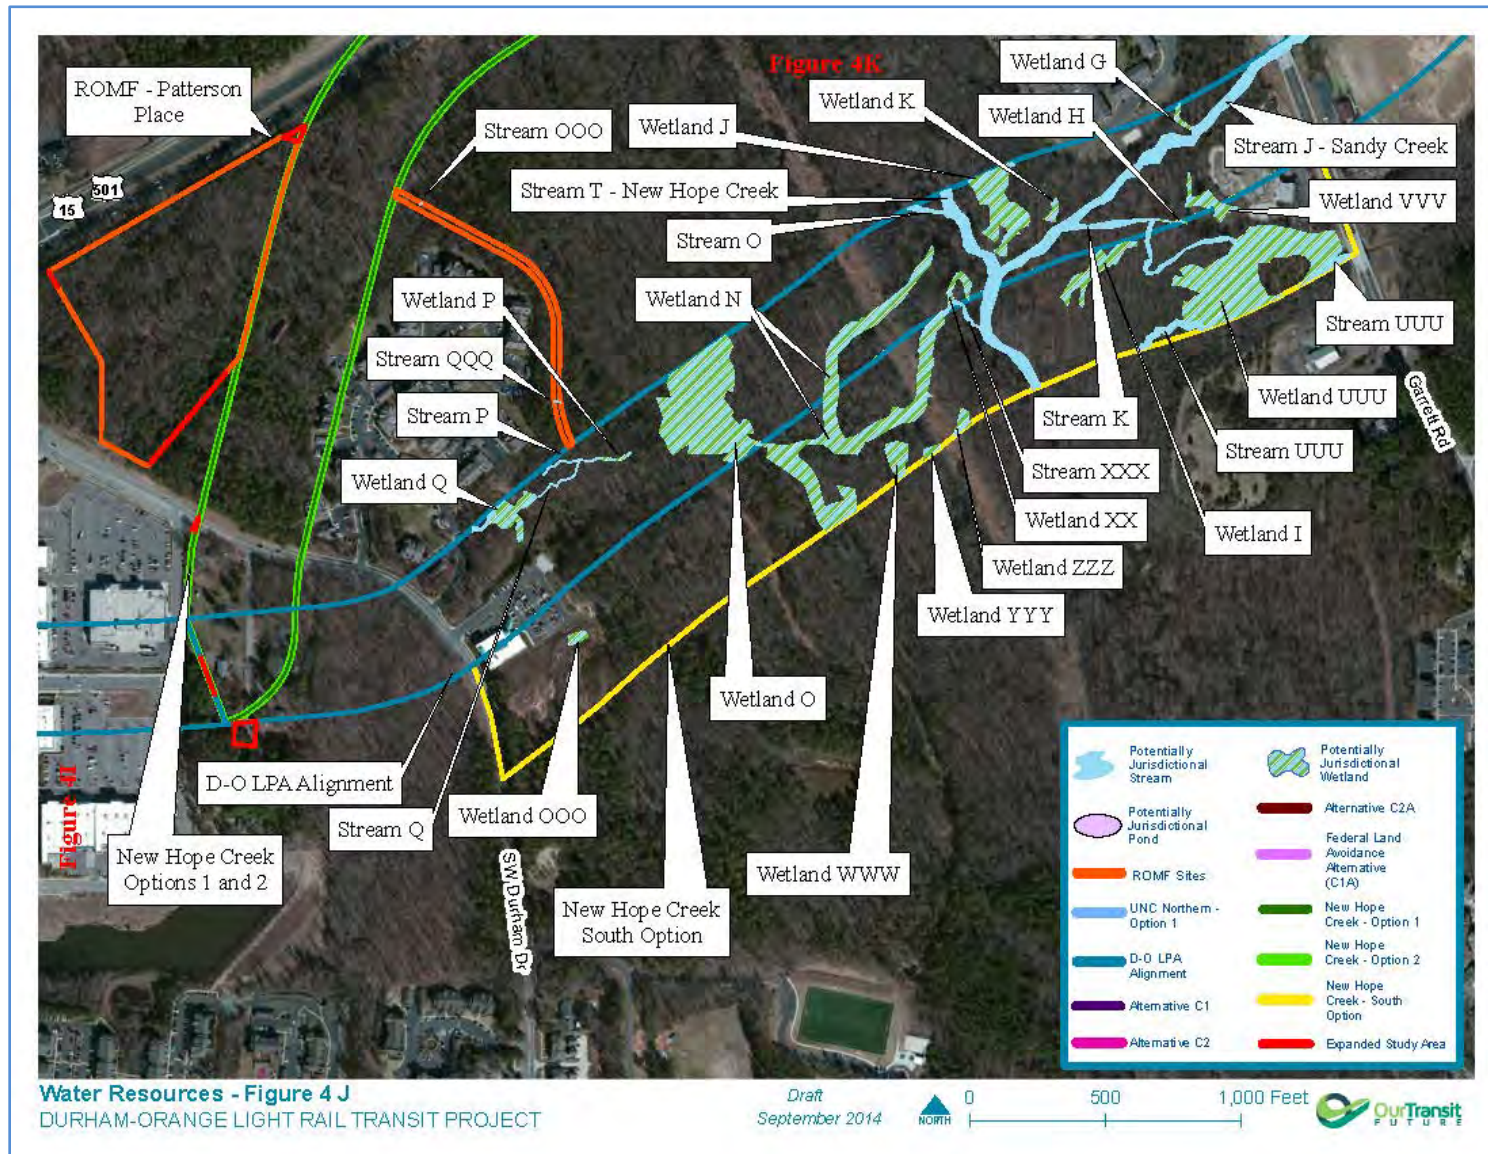 Figure 4K
Wetland G
ROMF - Patterson
Place
Wetland K
Wetland H
Stream OOO
Wetland J
Stream J - Sandy Creek
501
15
Stream T - New Hope Creek
Wetland VVV
Stream O
Wetland P
Wetland N
Stream UUU
Stream QQQ
Garrett Rd
Wetland UUU
Stream P
Stream K
Stream UUU
Stream XXX
Wetland Q
Wetland XX
Wetland I
Wetland ZZZ
Wetland YYY
Wetland O
D-O LPA Alignment
Wetland OOO
Stream Q
Figure 4I
New Hope Creek
Options 1 and 2
Wetland WWW
New Hope Creek
South Option
SW Durham Dr
Potentially
Jurisdictional
Stream
Potentially
Jurisdictional
Pond
ROMF Sites
UNC Northern -
Option 1
D-O LPA
Alignment
Alternative C1
Alternative C2
Potentially
Jurisdictional
Wetland
Alternative C2A
Federal Land
Avoidance
Alternative
(C1A)
New Hope
Creek - Option 1
New Hope
Creek - Option 2
New Hope
Creek - South
Option
Expanded Study Area
Water Resources - Figure 4 J
DURHAM-ORANGE LIGHT RAIL TRANSIT PROJECT
Draft
September 2014
NORTH
0
500
1,000 Feet
OurTransit
FUTURE